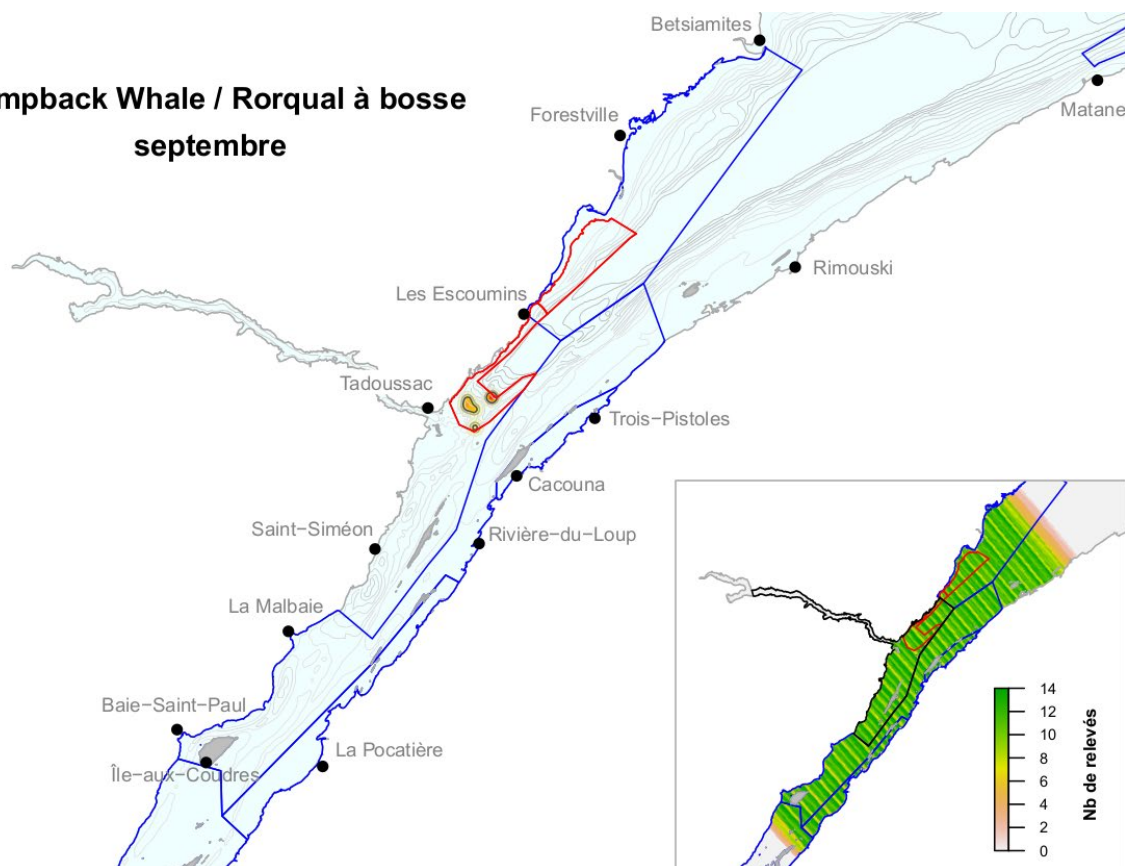 Betsiamites
mpback Whale / Rorqual à bosse
septembre
Forestville
Matane
Rimouski
Les Escoumins
Tadoussac
Trois−Pistoles
Cacouna
Saint−Siméon
Rivière−du−Loup
La Malbaie
Baie−Saint−Paul
La Pocatière
Île−aux−Coudres
14
12
10
8
6
4
2
0
Nb de relevés